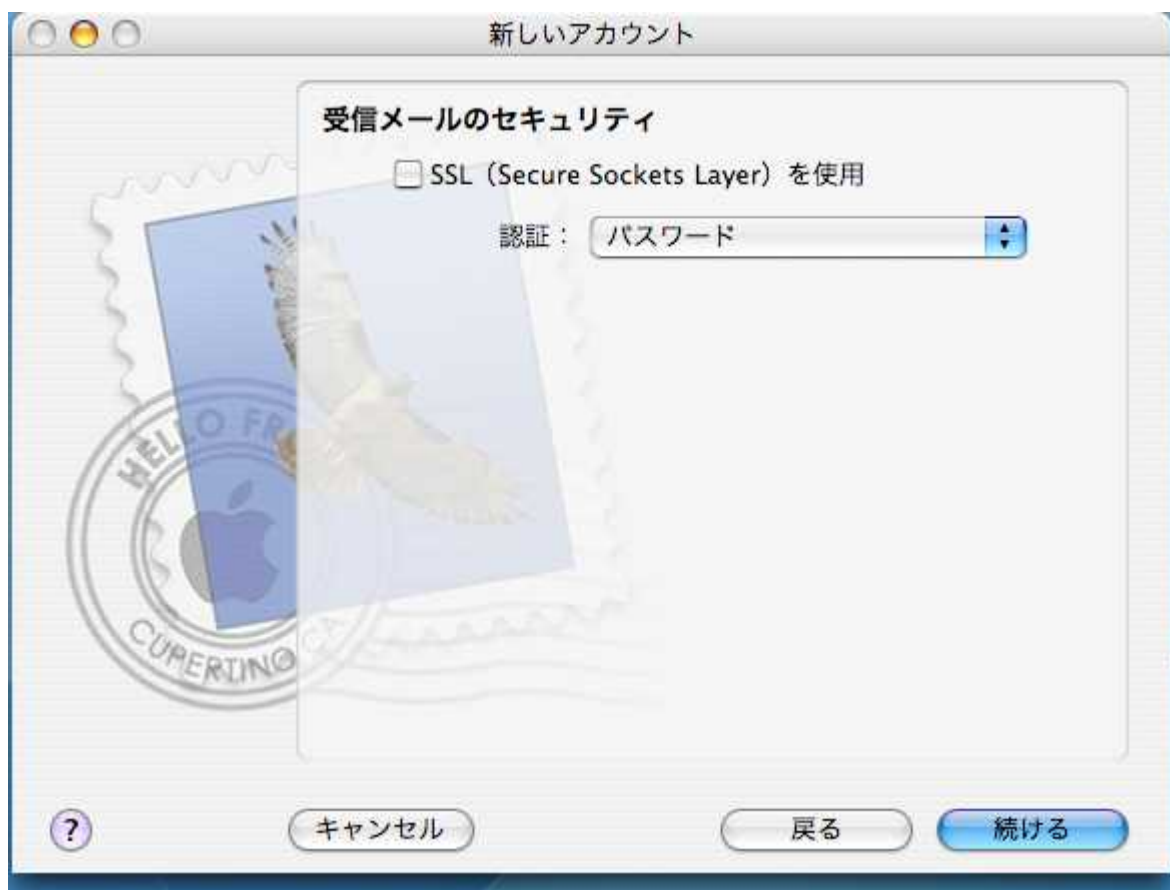 新しいアカウント
受信メールのセキュリティ
SSL（Secure Sockets Layer）を使用
認証： パスワード
HELLO FR
CUPERTINO CA
? キャンセル 戻る 続ける